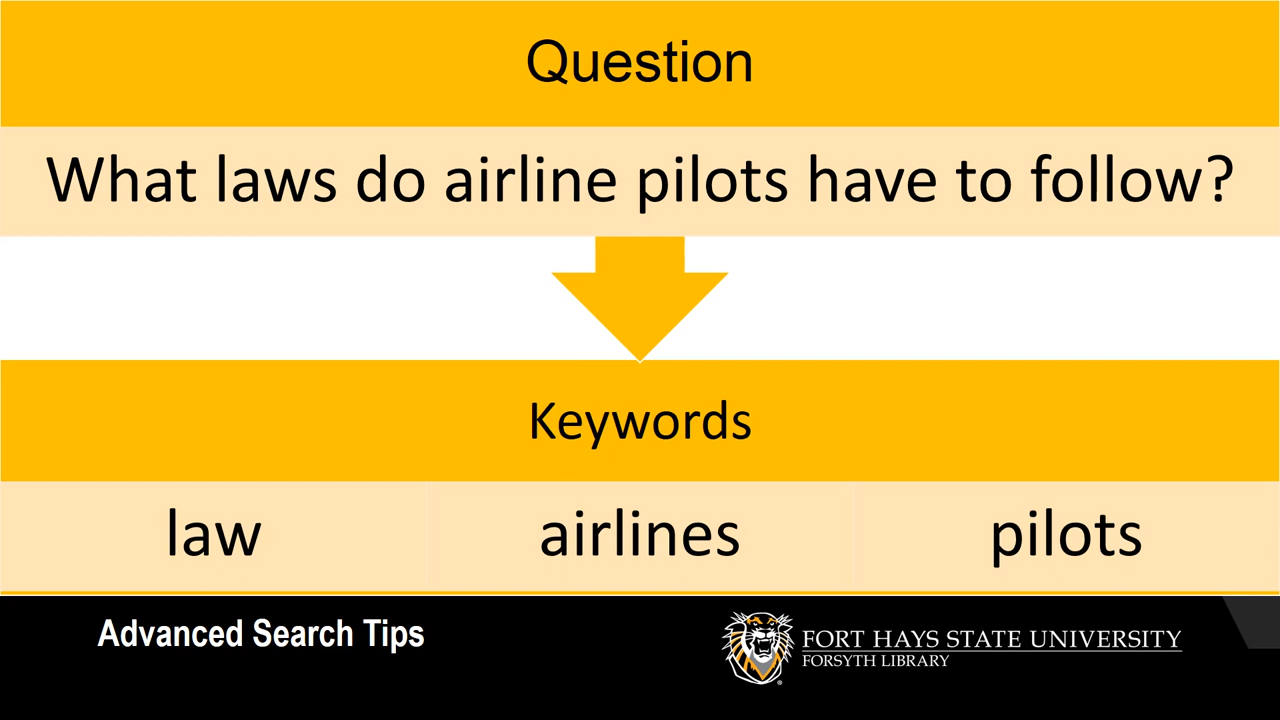 Question
What laws do airline pilots have to follow?
Keywords
law airlines pilots
Advanced Search Tips
FORT HAYS STATE UNIVERSITY
FORSYTH LIBRARY